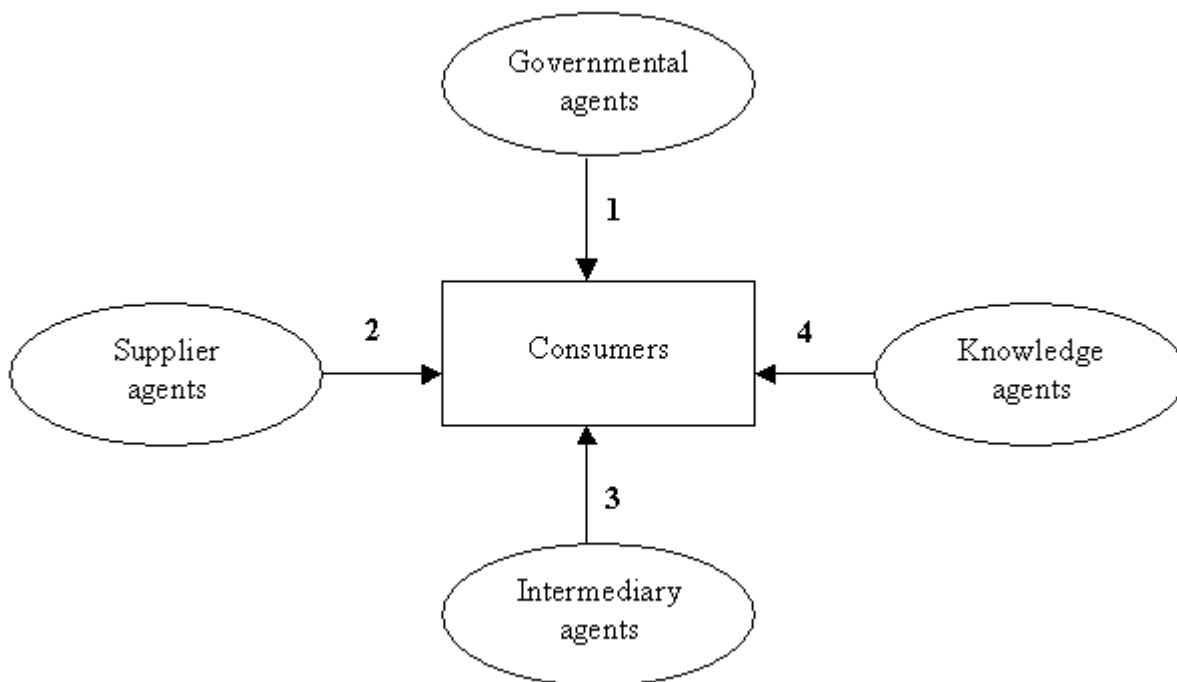 Governmental
agents
1
Supplier
agents
2
Consumers
4
Knowledge
agents
3
Intermediary
agents